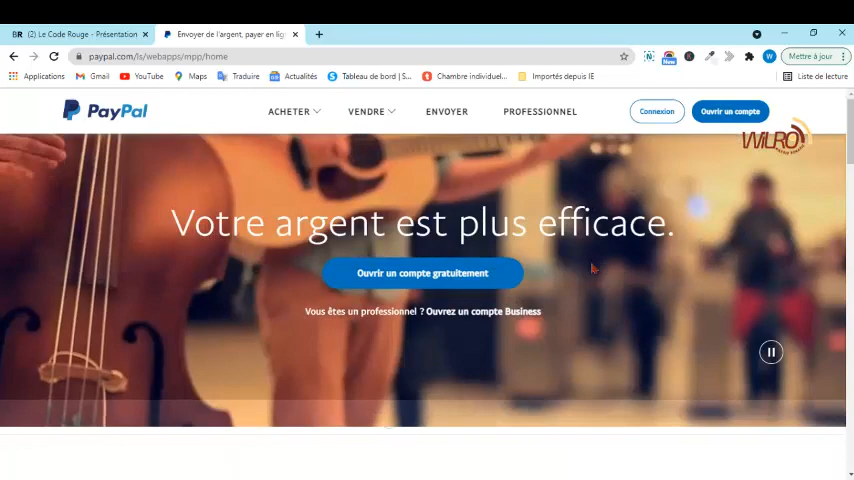 BR (2) Le Code Rouge - Présentation
Envoyer de l'argent, payer en lig
paypal.com/ls/webapps/mpp/home
New
W
Mettre à jour
Applications
Gmail
YouTube
Maps
Traduire
Actualités
Tableau de bord | S...
Chambre individuel...
Importés depuis IE
Liste de lecture
PayPal
ACHETER
VENDRE
ENVOYER
PROFESSIONNEL
Connexion
Ouvrir un compte
WiLRO
Votre argent est plus efficace.
Ouvrir un compte gratuitement
Vous êtes un professionnel ? Ouvrez un compte Business